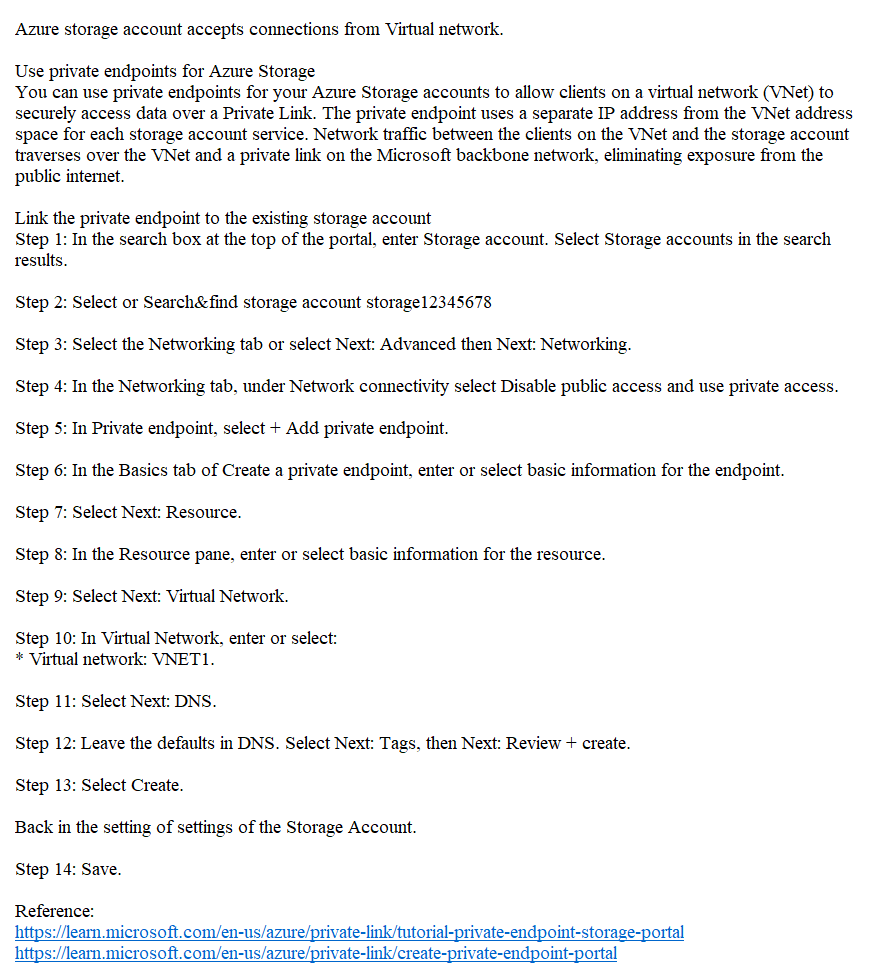 Azure storage account accepts connections from Virtual network.
Use private endpoints for Azure Storage
You can use private endpoints for your Azure Storage accounts to allow clients on a virtual network (VNet) to
securely access data over a Private Link. The private endpoint uses a separate IP address from the VNet address
space for each storage account service. Network traffic between the clients on the VNet and the storage account
traverses over the VNet and a private link on the Microsoft backbone network, eliminating exposure from the
public internet.
Link the private endpoint to the existing storage account
Step 1: In the search box at the top of the portal, enter Storage account. Select Storage accounts in the search
results.
Step 2: Select or Search&find storage account storage12345678
Step 3: Select the Networking tab or select Next: Advanced then Next: Networking.
Step 4: In the Networking tab, under Network connectivity select Disable public access and use private access.
Step 5: In Private endpoint, select + Add private endpoint.
Step 6: In the Basics tab of Create a private endpoint, enter or select basic information for the endpoint.
Step 7: Select Next: Resource.
Step 8: In the Resource pane, enter or select basic information for the resource.
Step 9: Select Next: Virtual Network.
Step 10: In Virtual Network, enter or select:
* Virtual network: VNET1.
Step 11: Select Next: DNS.
Step 12: Leave the defaults in DNS. Select Next: Tags, then Next: Review + create.
Step 13: Select Create.
Back in the setting of settings of the Storage Account.
Step 14: Save.
Reference:
https://learn.microsoft.com/en-us/azure/private-link/tutorial-private-endpoint-storage-portal
https://learn.microsoft.com/en-us/azure/private-link/create-private-endpoint-portal